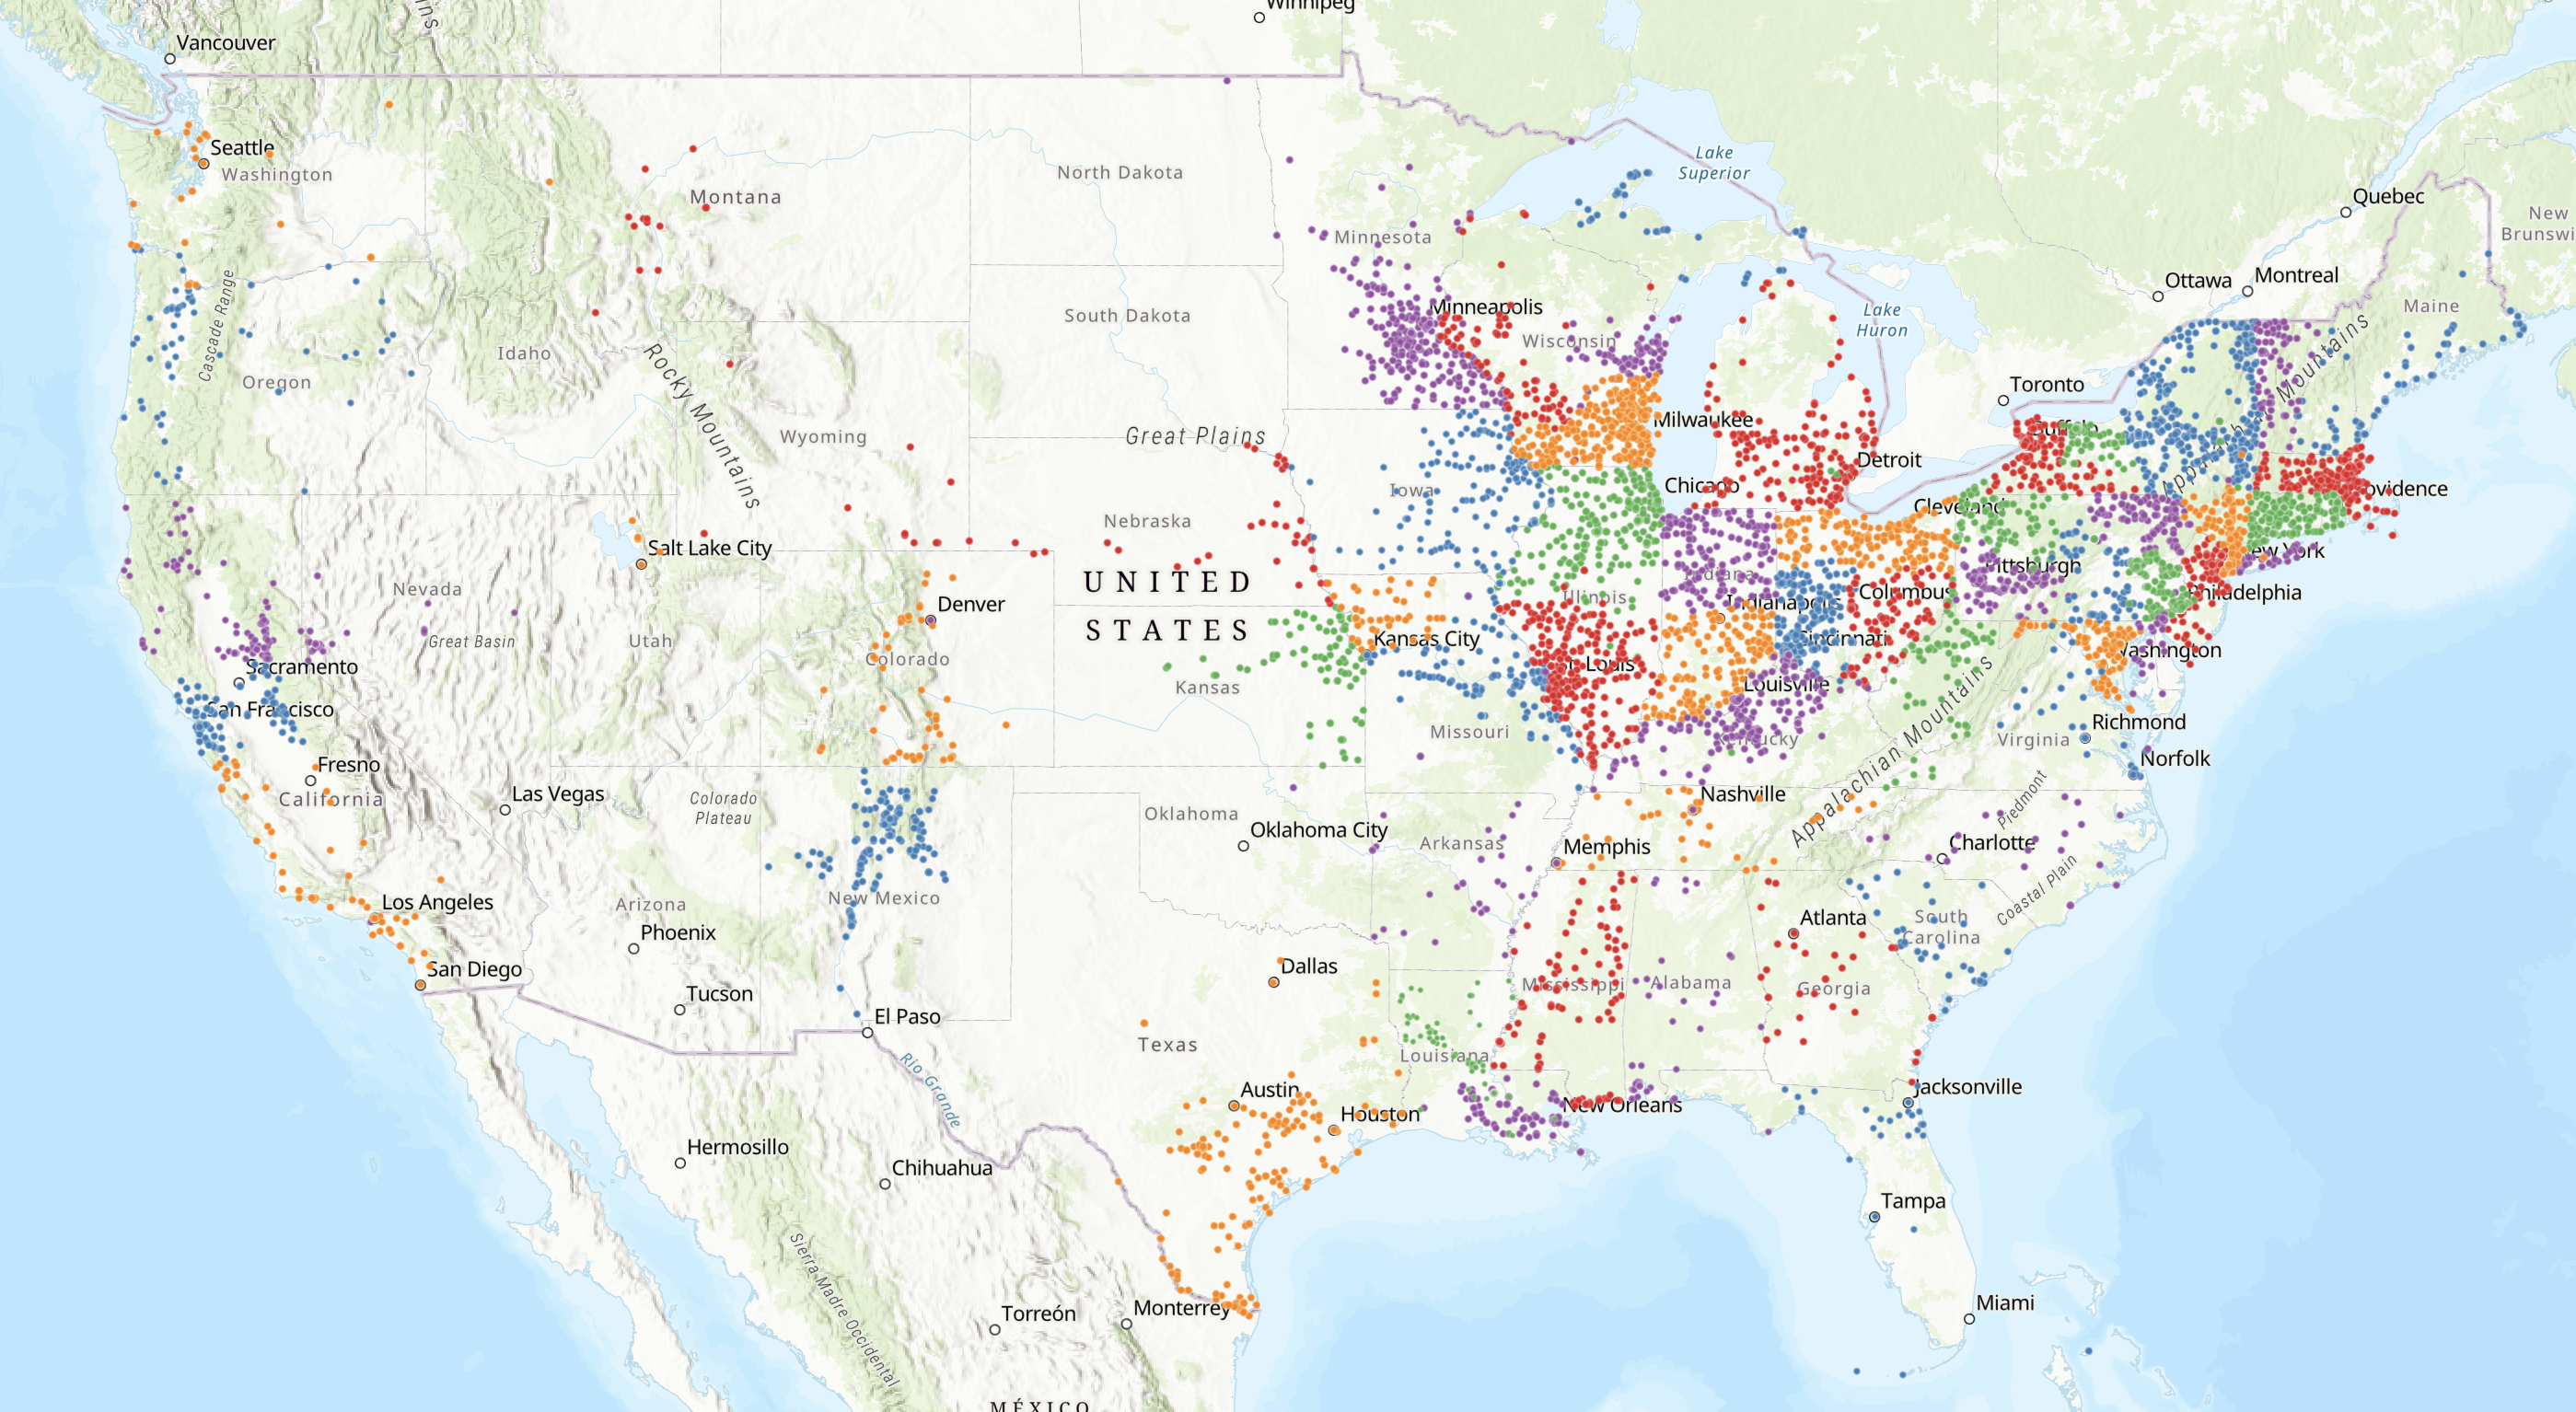 Winnipeg
Vancouver
Seattle
Washington
Montana
North Dakota
Minnesota
Lake
Superior
Quebec
New
Brunswi
Ottawa
Montreal
Maine
Lake
Huron
Minneapolis
Wisconsin
South Dakota
Idaho
Oregon
Cascade Range
Rocky Mountains
Wyoming
Great Plains
Milwaukee
Toronto
Buffalo
Appalachian Mountains
Detroit
Chicago
Iowa
Nebraska
Cleveland
ovidence
Salt Lake City
Nevada
Great Basin
Utah
Denver
Colorado
UNITED
STATES
Illinois
Indiana
Indianapolis
Columbus
Pittsburgh
ew York
Philadelphia
Sacramento
San Francisco
Kansas City
Kansas
St. Louis
Cincinnati
Washington
Louisville
Missouri
Kentucky
Appalachian Mountains
Virginia
Richmond
Norfolk
Fresno
California
Las Vegas
Colorado
Plateau
Oklahoma
Oklahoma City
Arkansas
Memphis
Nashville
Charlotte
Piedmont
Coastal Plain
Los Angeles
Arizona
Phoenix
New Mexico
San Diego
Tucson
El Paso
Dallas
Texas
Mississippi
Alabama
Atlanta
Georgia
South
Carolina
Louisiana
Rio Grande
Austin
Houston
New Orleans
Jacksonville
Hermosillo
Chihuahua
Tampa
Sierra Madre Occidental
Torreón
Monterrey
Miami
MÉXICO